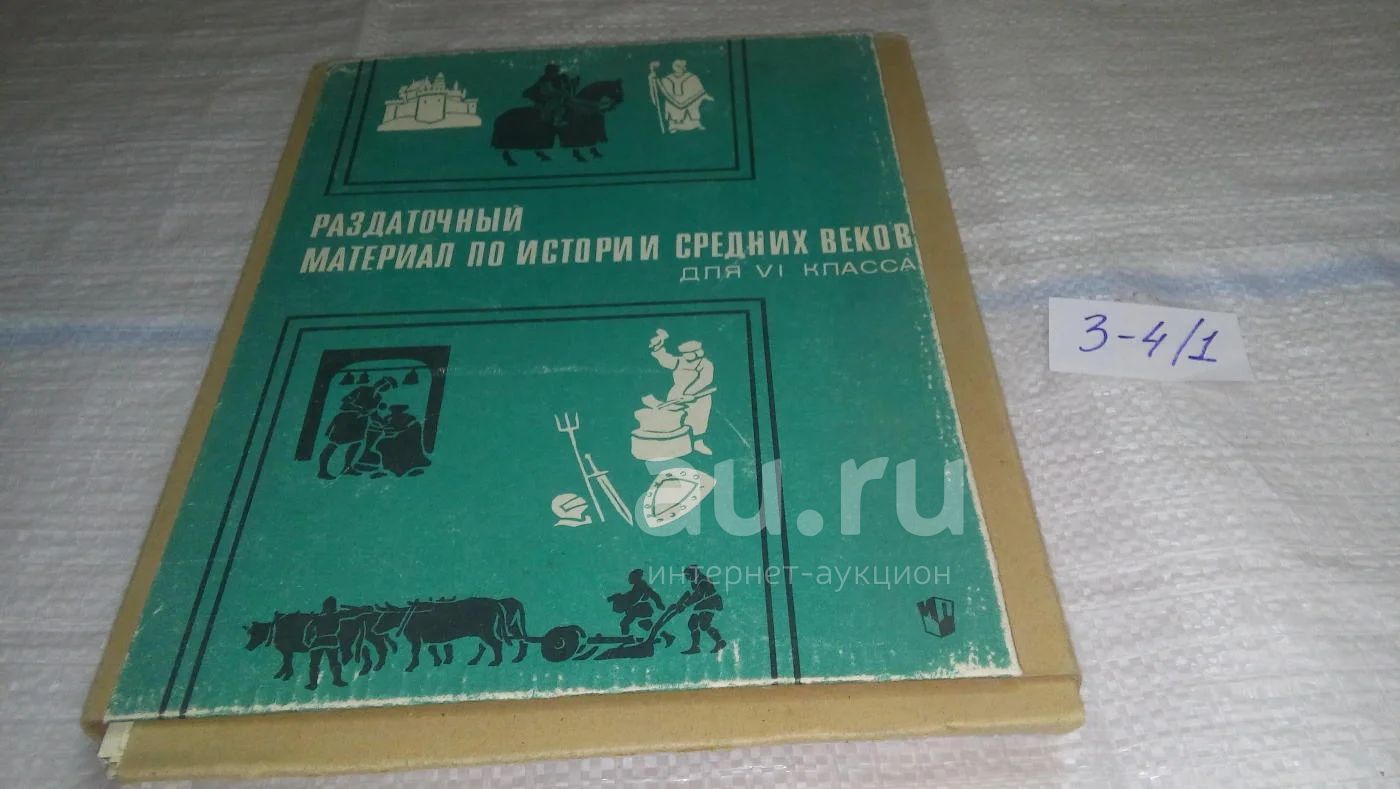 РАЗДАТОЧНЫЙ
МАТЕРИАЛ ПО ИСТОРИИ СРЕДНИХ ВЕКОВ
ДЛЯ VI КЛАССА
3-4/1
au.ru
интернет-аукцион